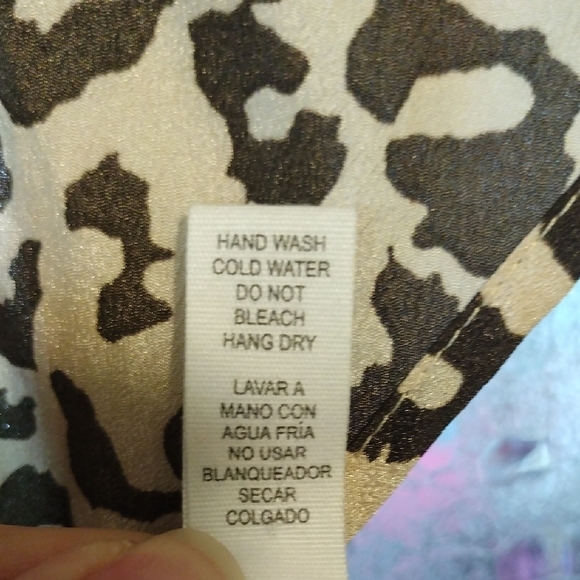 HAND WASH
COLD WATER
DO NOT
BLEACH
HANG DRY
LAVAR A
MANO CON
AGUA FRÍA
NO USAR
BLANQUEADOR
SECAR
COLGADO